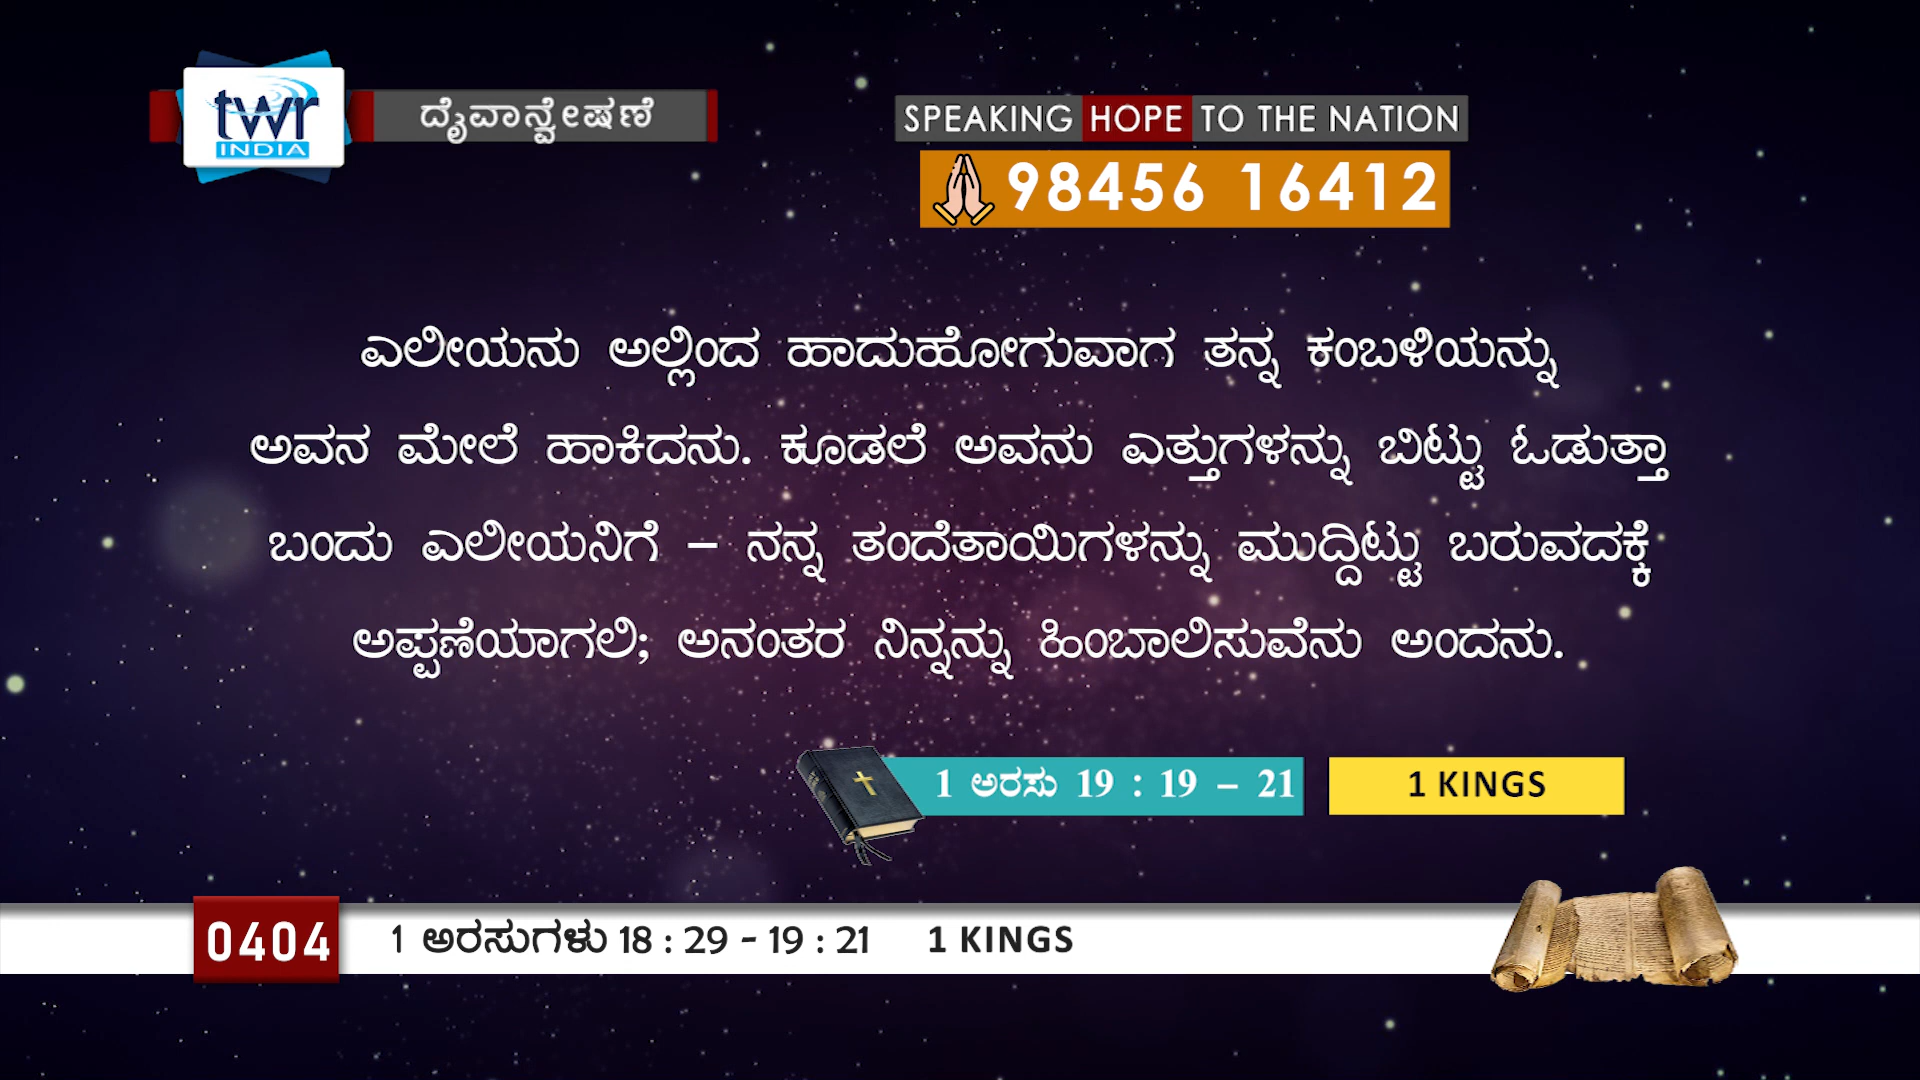 twr
INDIA
ದೈವಾನ್ವೇಷಣೆ
SPEAKING HOPE TO THE NATION
98456 16412
ಎಲೀಯನು ಅಲ್ಲಿಂದ ಹಾದುಹೋಗುವಾಗ ತನ್ನ ಕಂಬಳಿಯನ್ನು
ಅವನ ಮೇಲೆ ಹಾಕಿದನು. ಕೂಡಲೆ ಅವನು ಎತ್ತುಗಳನ್ನು ಬಿಟ್ಟು ಓಡುತ್ತಾ
ಬಂದು ಎಲೀಯನಿಗೆ – ನನ್ನ ತಂದೆತಾಯಿಗಳನ್ನು ಮುದ್ದಿಟ್ಟು ಬರುವದಕ್ಕೆ
ಅಪ್ಪಣೆಯಾಗಲಿ; ಅನಂತರ ನಿನ್ನನ್ನು ಹಿಂಬಾಲಿಸುವೆನು ಅಂದನು.
1 ಅರಸು 19 : 19 – 21 1 KINGS
0404 1 ಅರಸುಗಳು 18 : 29 - 19 : 21 1 KINGS